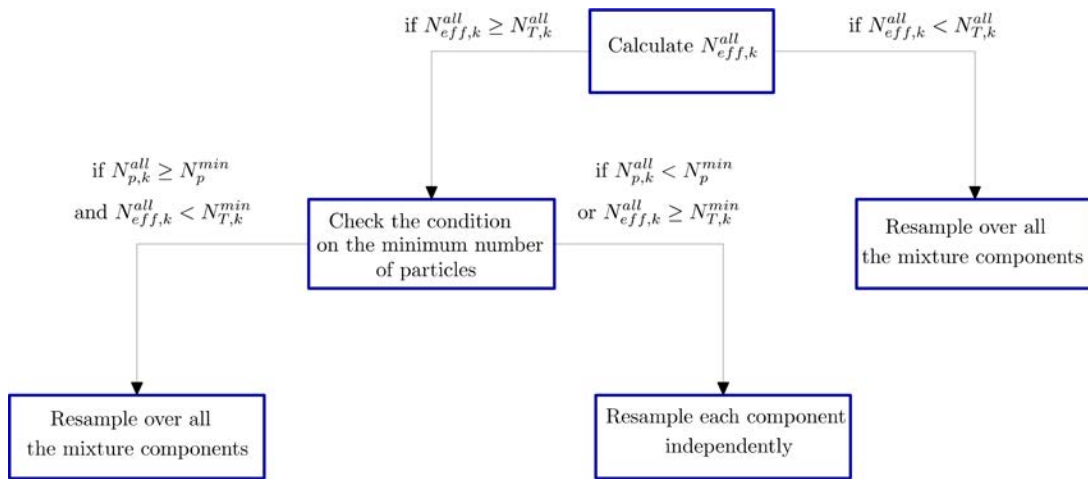 if $N_{eff,k}^{all} \geq N_{T,k}^{all}$
Calculate $N_{eff,k}^{all}$
if $N_{eff,k}^{all} < N_{T,k}^{all}$
if $N_{p,k}^{all} \geq N_{p}^{min}$
and $N_{eff,k}^{all} < N_{T,k}^{min}$
if $N_{p,k}^{all} < N_{p}^{min}$
or $N_{eff,k}^{all} \geq N_{T,k}^{min}$
Check the condition
on the minimum number
of particles
Resample over all
the mixture components
Resample over all
the mixture components
Resample each component
independently